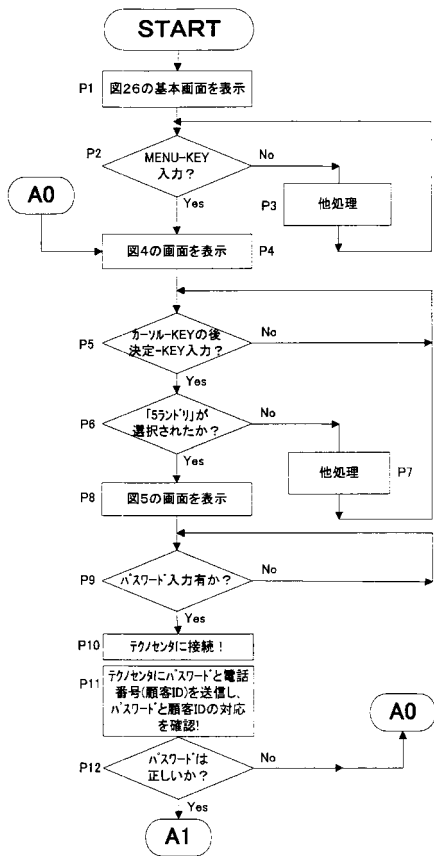 START
P1
図26の基本画面を表示
P2
MENU-KEY
入力?
No
Yes
P3
他処理
A0
図4の画面を表示
P4
P5
カーソル-KEYの後
決定-KEY入力?
No
Yes
P6
「5ランドリ」が
選択されたか?
No
Yes
他処理
P7
P8
図5の画面を表示
P9
パスワード入力有か?
No
Yes
P10
テクノセンタに接続!
P11
テクノセンタにパスワードと電話
番号(顧客ID)を送信し、
パスワードと顧客IDの対応
を確認!
A0
P12
パスワードは
正しいか?
No
Yes
A1